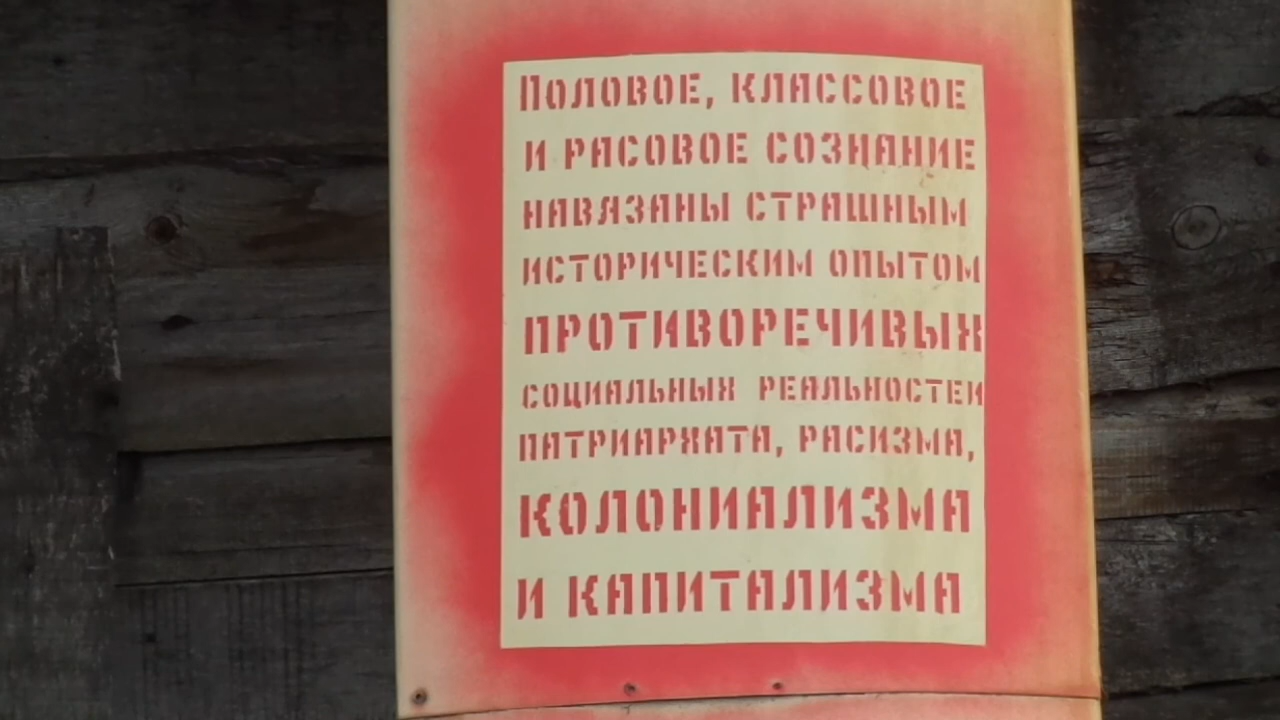 Половое, классовое
и расовое сознание
навязаны страшным
историческим опытом
противоречивых
социальных реальностей
патриархата, расизма,
колониализма
и капитализма